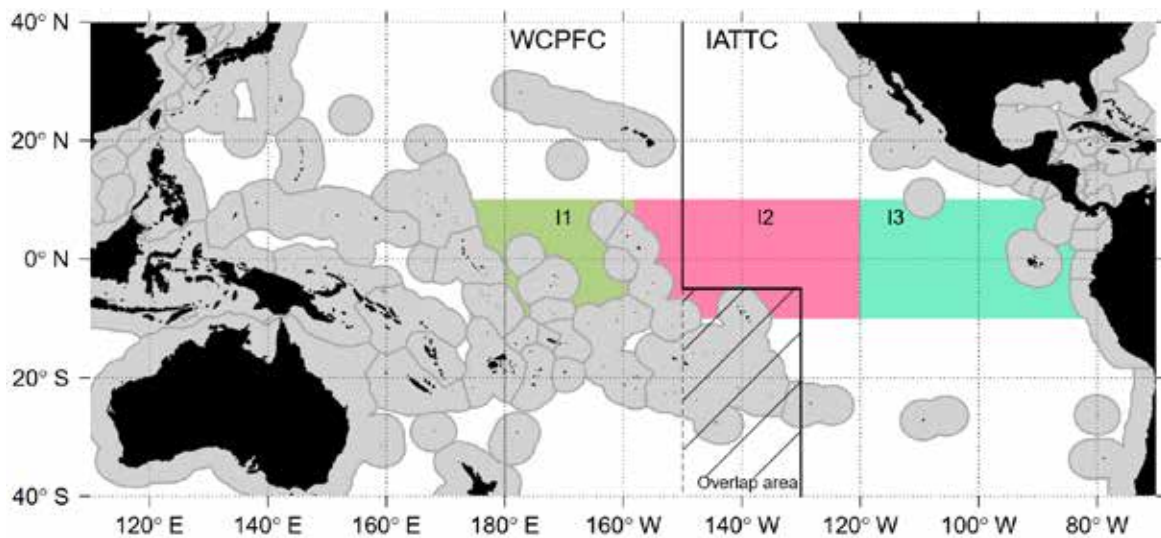 40° N
WCPFC
IATTC
20° N
I1
I2
I3
0° N
20° S
Overlap area
40° S
120° E
140° E
160° E
180° E
160° W
140° W
120° W
100° W
80° W